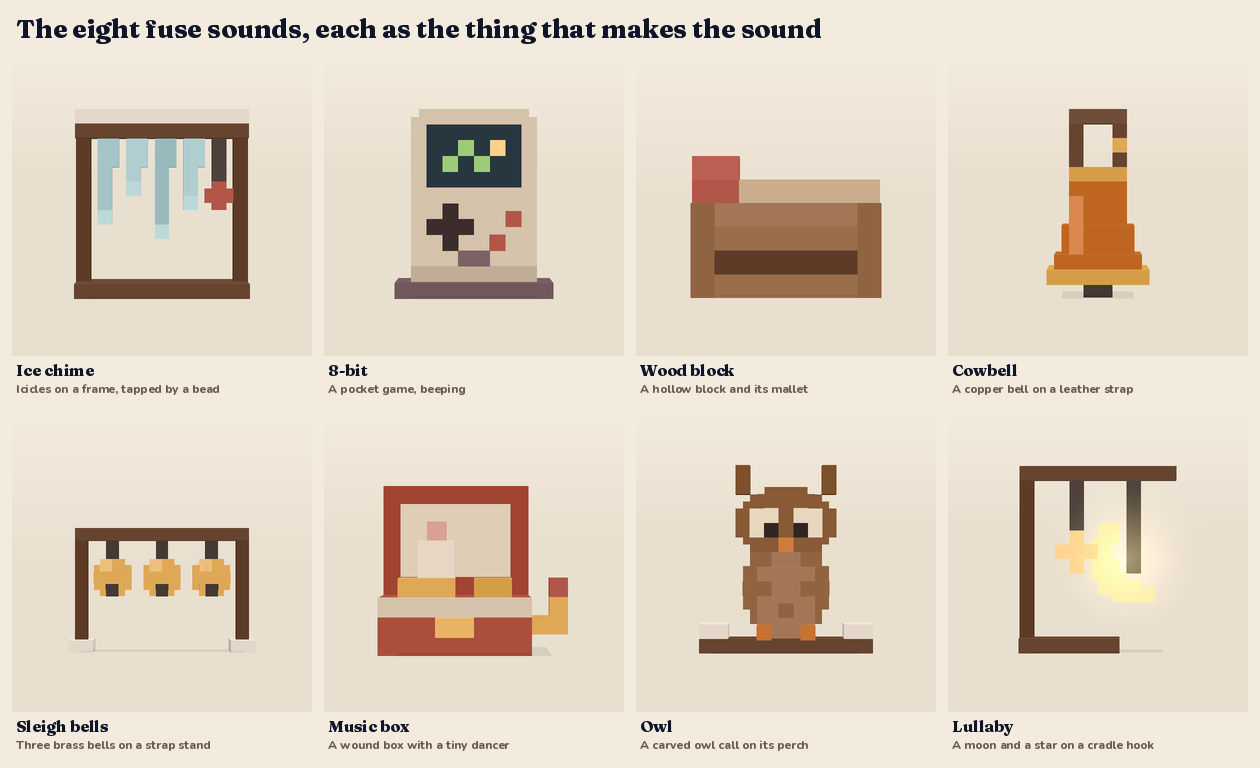 The eight fuse sounds, each as the thing that makes the sound
Ice chime
Icicles on a frame, tapped by a bead
8-bit
A pocket game, beeping
Wood block
A hollow block and its mallet
Cowbell
A copper bell on a leather strap
Sleigh bells
Three brass bells on a strap stand
Music box
A wound box with a tiny dancer
Owl
A carved owl call on its perch
Lullaby
A moon and a star on a cradle hook